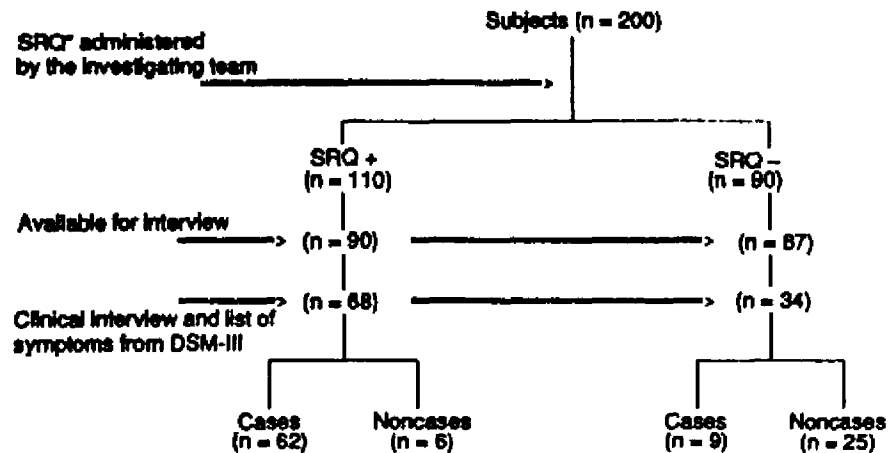 Subjects (n = 200)
SRQ* administered
by the investigating team
SRQ +
(n = 110)
SRQ –
(n = 90)
Available for interview
(n = 90)
(n = 67)
(n = 68)
(n = 34)
Clinical interview and list of
symptoms from DSM-III
Cases
(n = 62)
Noncases
(n = 6)
Cases
(n = 9)
Noncases
(n = 25)